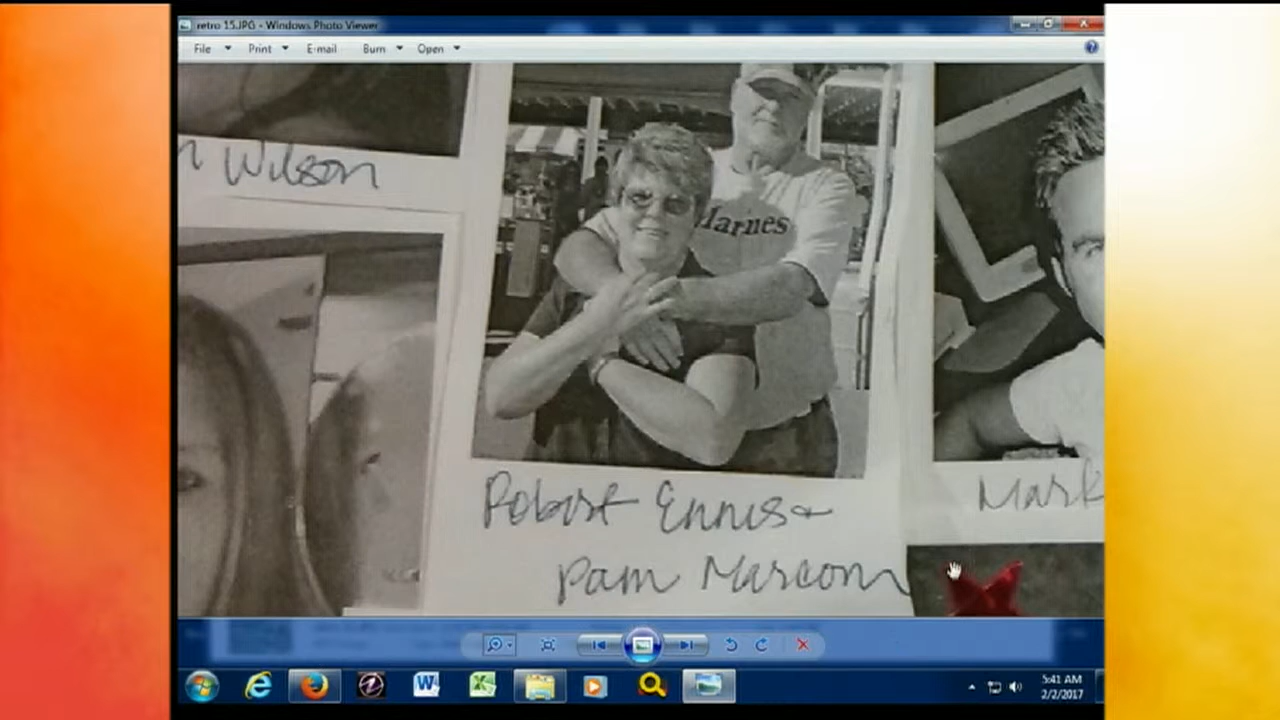 retro 15.JPG - Windows Photo Viewer
File Print E-mail Burn Open
Wilson
Marines
Robert Ennis &
Pam Marconi
Mark
5:41 AM
2/2/2017